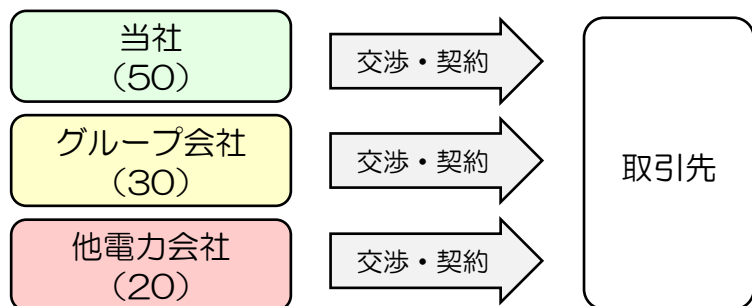 当社
（50）
交渉・契約
グループ会社
（30）
交渉・契約
取引先
他電力会社
（20）
交渉・契約